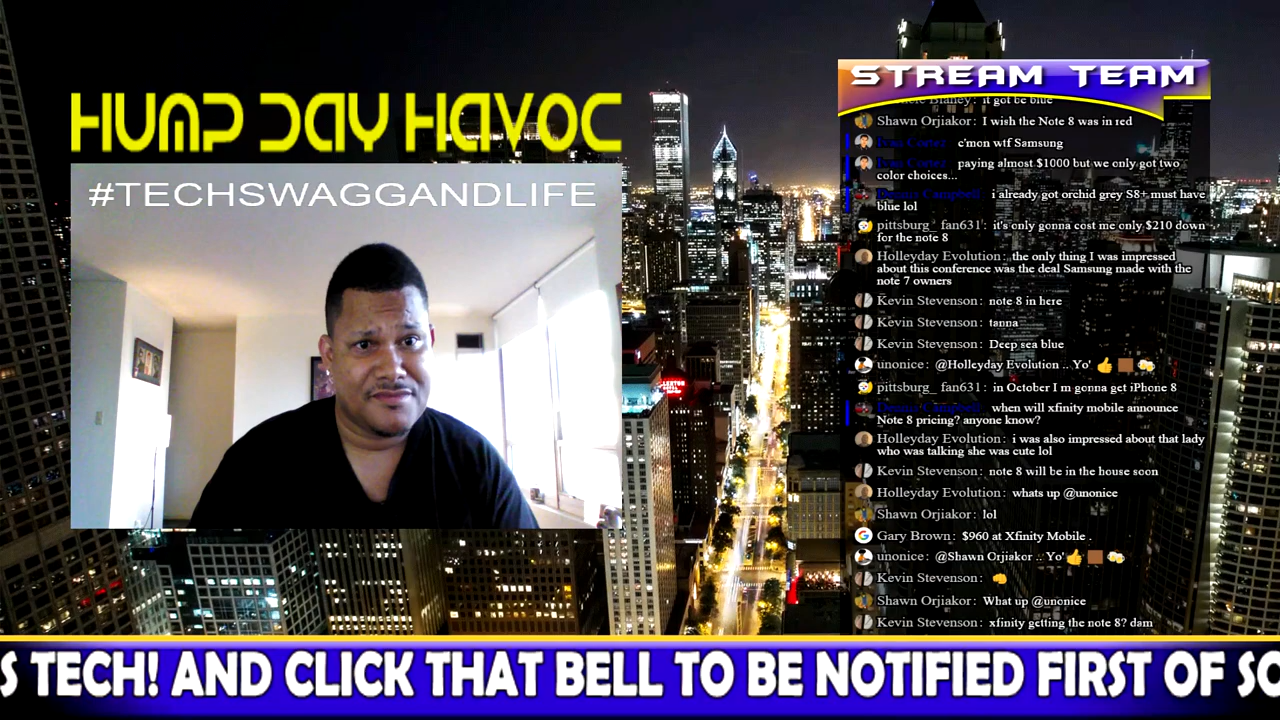 HUMP DAY HAVOC
#TECHSWAGGANDLIFE
STREAM TEAM
Blaney: it got be blue
Shawn Orjiakor: I wish the Note 8 was in red
Ivan Cortez c'mon wtf Samsung
Ivan Cortez paying almost $1000 but we only got two
color choices...
Dennis Campbell i already got orchid grey S8+ must have
blue lol
pittsburg_ fan631: it's only gonna cost me only $210 down
for the note 8
Holleyday Evolution: the only thing I was impressed
about this conference was the deal Samsung made with the
note 7 owners
Kevin Stevenson: note 8 in here
Kevin Stevenson: tanna
Kevin Stevenson: Deep sea blue
unonice: @Holleyday Evolution .. Yo' 👍🏾🍻
pittsburg_ fan631: in October I m gonna get iPhone 8
Dennis Campbell when will xfinity mobile announce
Note 8 pricing? anyone know?
Holleyday Evolution: i was also impressed about that lady
who was talking she was cute lol
Kevin Stevenson: note 8 will be in the house soon
Holleyday Evolution: whats up @unonice
Shawn Orjiakor: lol
Gary Brown: $960 at Xfinity Mobile .
unonice: @Shawn Orjiakor .. Yo' 👍🏾🍻
Kevin Stevenson: 👊
Shawn Orjiakor: What up @unonice
Kevin Stevenson: xfinity getting the note 8? dam
S TECH! AND CLICK THAT BELL TO BE NOTIFIED FIRST OF SO